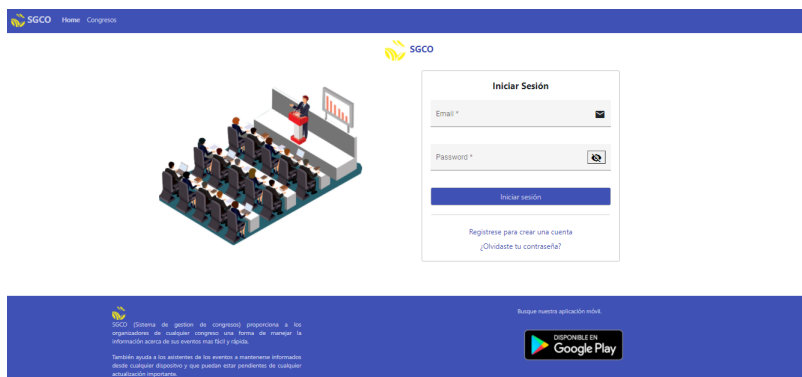 SGCO Home Congresos
SGCO
Iniciar Sesión
Email *
Password *
Iniciar sesión
Registrese para crear una cuenta
¿Olvidaste tu contraseña?
SGCO (Sistema de gestion de congresos) proporciona a los
organizadores de cualquier congreso una forma de manejar la
información acerca de sus eventos mas fácil y rápida.
También ayuda a los asistentes de los eventos a mantenerse informados
desde cualquier dispositivo y que puedan estar pendientes de cualquier
actualización importante.
Busque nuestra aplicación móvil.
DISPONIBLE EN
Google Play